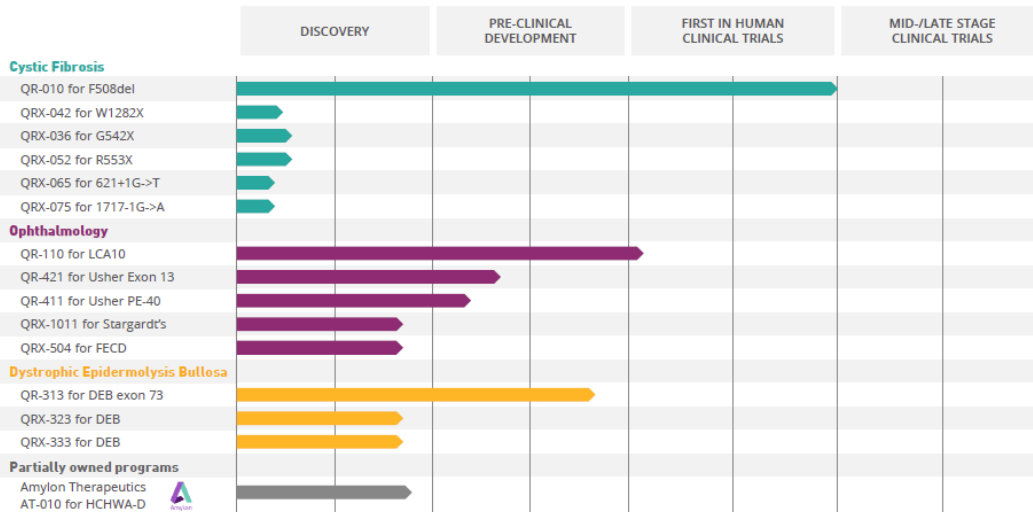 DISCOVERY
PRE-CLINICAL
DEVELOPMENT
FIRST IN HUMAN
CLINICAL TRIALS
MID-/LATE STAGE
CLINICAL TRIALS
Cystic Fibrosis
QR-010 for F508del
QRX-042 for W1282X
QRX-036 for G542X
QRX-052 for R553X
QRX-065 for 621+1G->T
QRX-075 for 1717-1G->A
Ophthalmology
QR-110 for LCA10
QR-421 for Usher Exon 13
QR-411 for Usher PE-40
QRX-1011 for Stargardt's
QRX-504 for FECD
Dystrophic Epidermolysis Bullosa
QR-313 for DEB exon 73
QRX-323 for DEB
QRX-333 for DEB
Partially owned programs
Amylon Therapeutics
AT-010 for HCHWA-D
Amylon